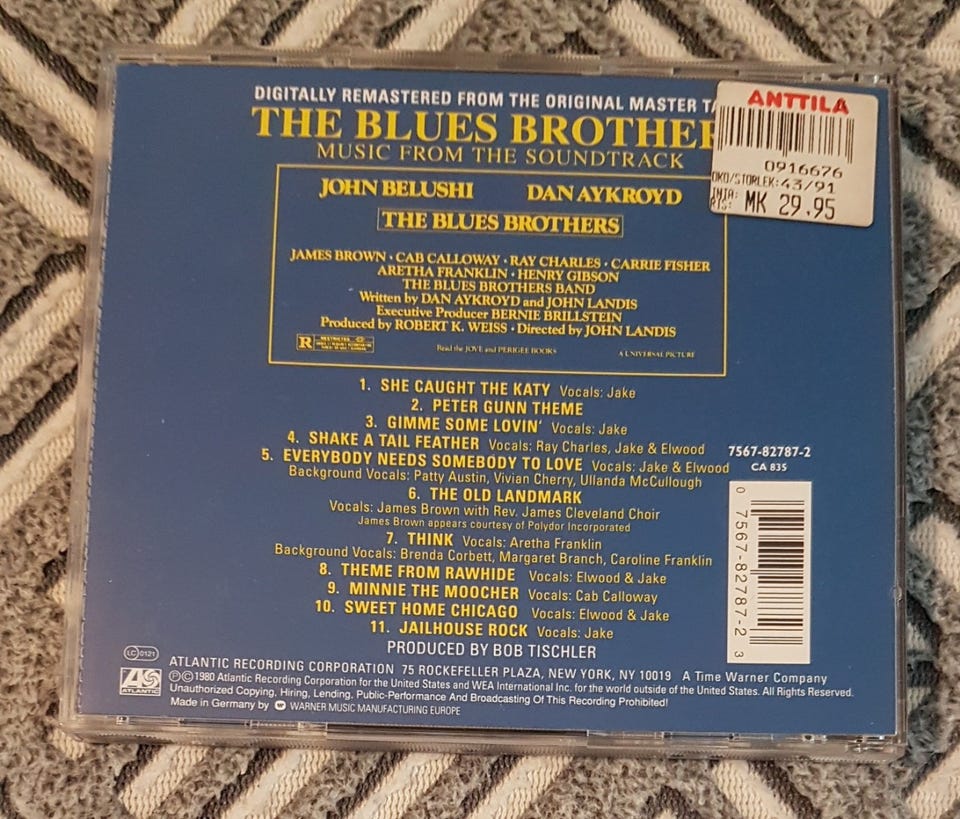 DIGITALLY REMASTERED FROM THE ORIGINAL MASTER TA
THE BLUES BROTHER
MUSIC FROM THE SOUNDTRACK
ANTTILA
0916676
OKO/STORLEK: 43/91
MK 29.95
JOHN BELUSHI DAN AYKROYD
THE BLUES BROTHERS
JAMES BROWN • CAB CALLOWAY • RAY CHARLES • CARRIE FISHER
ARETHA FRANKLIN • HENRY GIBSON
THE BLUES BROTHERS BAND
Written by DAN AYKROYD and JOHN LANDIS
Executive Producer BERNIE BRILLSTEIN
Produced by ROBERT K. WEISS • Directed by JOHN LANDIS
R RESTRICTED
Read the JOVE and PERIGEE BOOKS
A UNIVERSAL PICTURE
1. SHE CAUGHT THE KATY Vocals: Jake
2. PETER GUNN THEME
3. GIMME SOME LOVIN' Vocals: Jake
4. SHAKE A TAIL FEATHER Vocals: Ray Charles, Jake & Elwood
5. EVERYBODY NEEDS SOMEBODY TO LOVE Vocals: Jake & Elwood
Background Vocals: Patty Austin, Vivian Cherry, Ullanda McCullough
6. THE OLD LANDMARK
Vocals: James Brown with Rev. James Cleveland Choir
James Brown appears courtesy of Polydor Incorporated
7. THINK Vocals: Aretha Franklin
Background Vocals: Brenda Corbett, Margaret Branch, Caroline Franklin
8. THEME FROM RAWHIDE Vocals: Elwood & Jake
9. MINNIE THE MOOCHER Vocals: Cab Calloway
10. SWEET HOME CHICAGO Vocals: Elwood & Jake
11. JAILHOUSE ROCK Vocals: Jake
PRODUCED BY BOB TISCHLER
7567-82787-2
CA 835
0 7567-82787-2 3
LC 0121
ATLANTIC RECORDING CORPORATION 75 ROCKEFELLER PLAZA, NEW YORK, NY 10019 A Time Warner Company
℗©1980 Atlantic Recording Corporation for the United States and WEA International Inc. for the world outside of the United States. All Rights Reserved.
Unauthorized Copying, Hiring, Lending, Public-Performance And Broadcasting Of This Recording Prohibited!
Made in Germany by WARNER MUSIC MANUFACTURING EUROPE